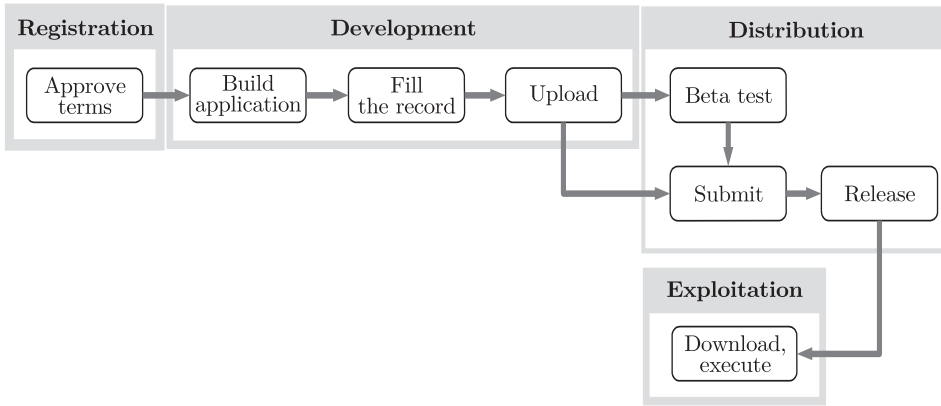 Registration
Approve
terms
Development
Build
application
Fill
the record
Upload
Distribution
Beta test
Submit
Release
Exploitation
Download,
execute